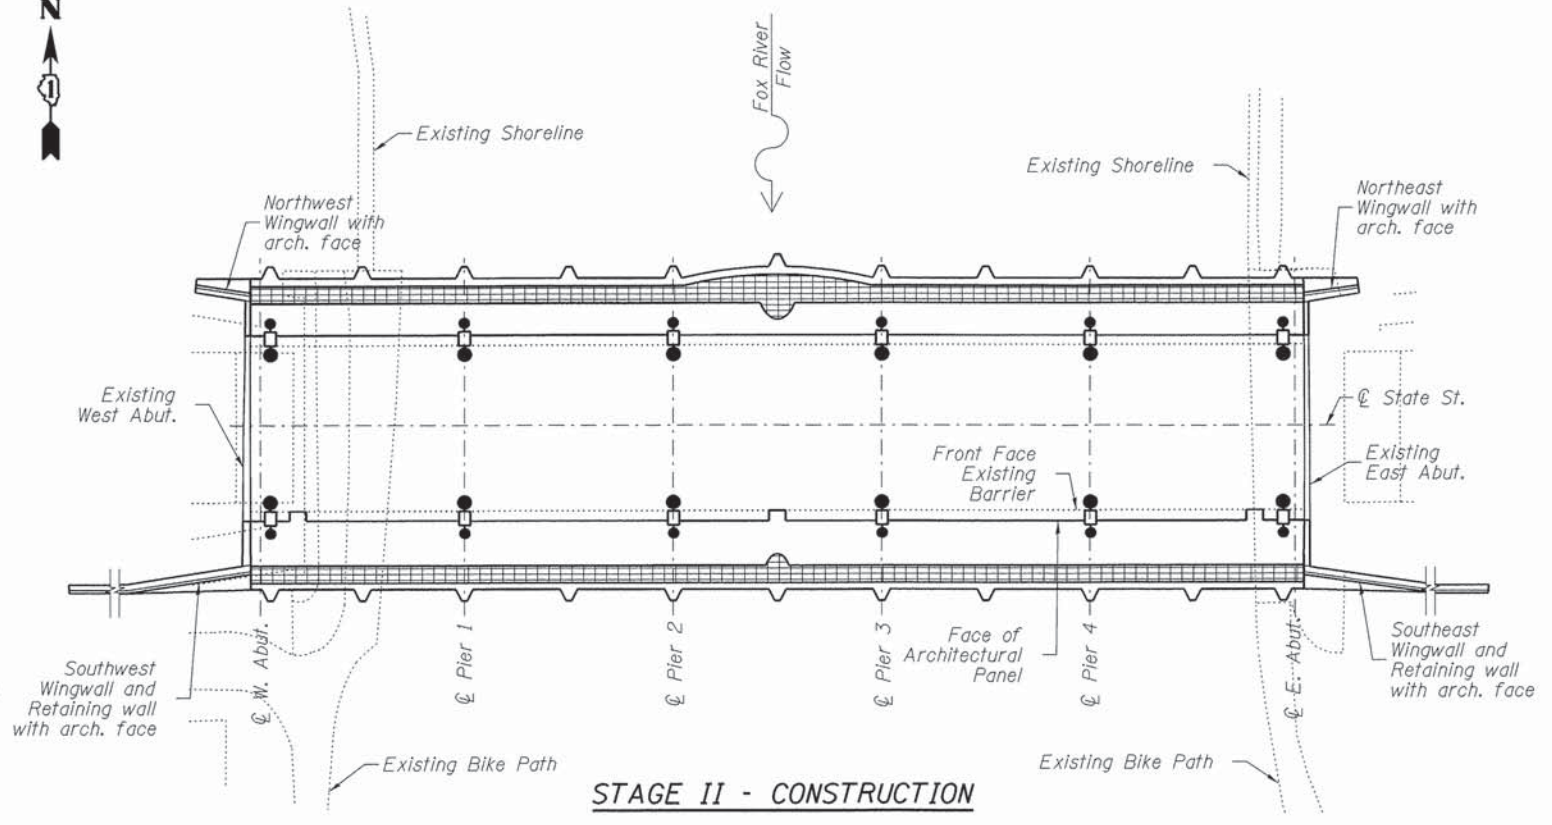 N
1
Fox River
Flow
Existing Shoreline
Existing Shoreline
Northwest
Wingwall with
arch. face
Northeast
Wingwall with
arch. face
Existing
West Abut.
℄ State St.
Front Face
Existing
Barrier
Existing
East Abut.
℄ W. Abut.
℄ Pier 1
℄ Pier 2
℄ Pier 3
℄ Pier 4
℄ E. Abut.
Face of
Architectural
Panel
Southwest
Wingwall and
Retaining wall
with arch. face
Southeast
Wingwall and
Retaining wall
with arch. face
Existing Bike Path
Existing Bike Path
STAGE II - CONSTRUCTION